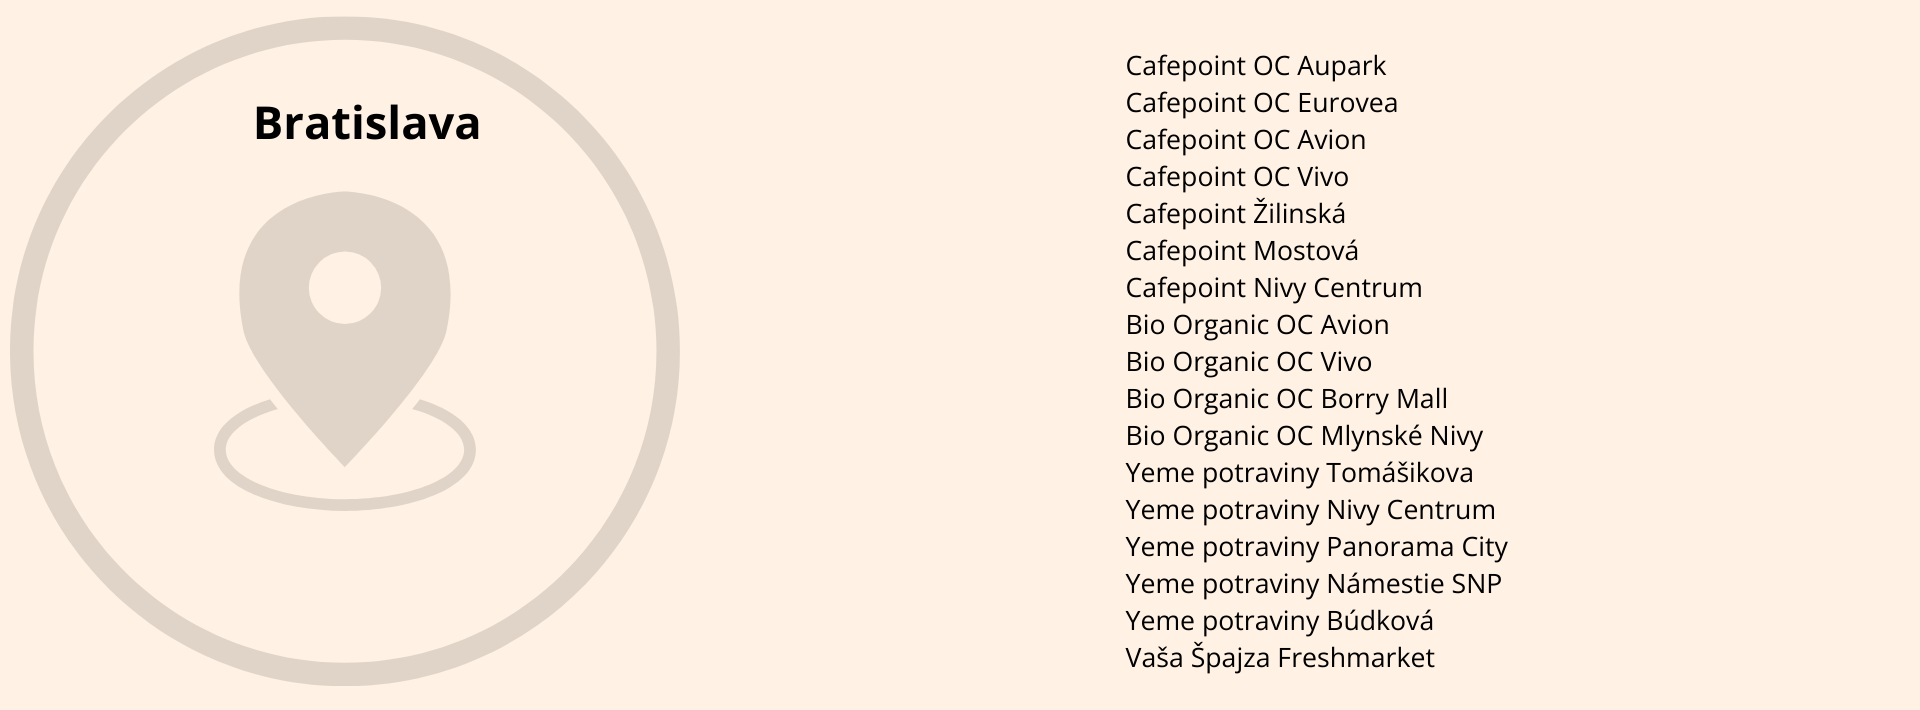 Bratislava
Cafepoint OC Aupark
Cafepoint OC Eurovea
Cafepoint OC Avion
Cafepoint OC Vivo
Cafepoint Žilinská
Cafepoint Mostová
Cafepoint Nivy Centrum
Bio Organic OC Avion
Bio Organic OC Vivo
Bio Organic OC Borry Mall
Bio Organic OC Mlynské Nivy
Yeme potraviny Tomášikova
Yeme potraviny Nivy Centrum
Yeme potraviny Panorama City
Yeme potraviny Námestie SNP
Yeme potraviny Búdková
Vaša Špajza Freshmarket